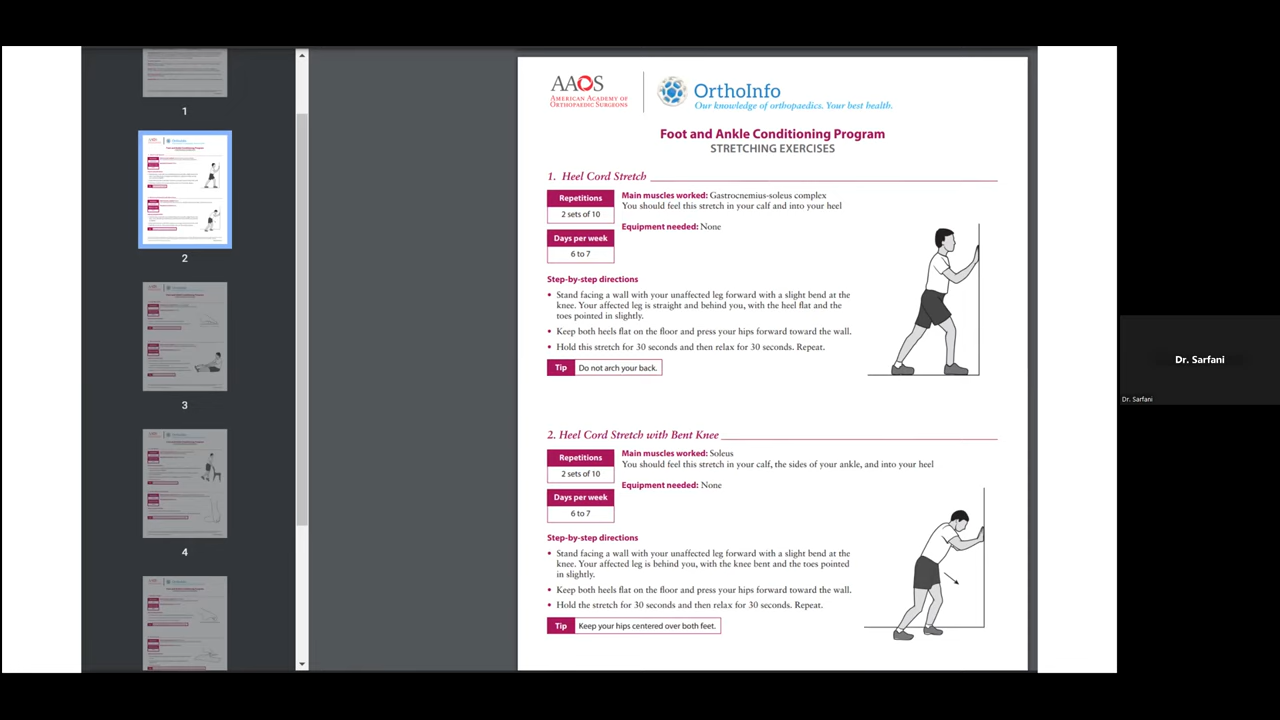 1
2
3
4
AAOS
AMERICAN ACADEMY OF
ORTHOPAEDIC SURGEONS
OrthoInfo
Our knowledge of orthopaedics. Your best health.
Foot and Ankle Conditioning Program
STRETCHING EXERCISES
1. Heel Cord Stretch
Repetitions
2 sets of 10
Days per week
6 to 7
Main muscles worked: Gastrocnemius-soleus complex
You should feel this stretch in your calf and into your heel
Equipment needed: None
Step-by-step directions
• Stand facing a wall with your unaffected leg forward with a slight bend at the
knee. Your affected leg is straight and behind you, with the heel flat and the
toes pointed in slightly.
• Keep both heels flat on the floor and press your hips forward toward the wall.
• Hold this stretch for 30 seconds and then relax for 30 seconds. Repeat.
Tip Do not arch your back.
2. Heel Cord Stretch with Bent Knee
Repetitions
2 sets of 10
Days per week
6 to 7
Main muscles worked: Soleus
You should feel this stretch in your calf, the sides of your ankle, and into your heel
Equipment needed: None
Step-by-step directions
• Stand facing a wall with your unaffected leg forward with a slight bend at the
knee. Your affected leg is behind you, with the knee bent and the toes pointed
in slightly.
• Keep both heels flat on the floor and press your hips forward toward the wall.
• Hold the stretch for 30 seconds and then relax for 30 seconds. Repeat.
Tip Keep your hips centered over both feet.
Dr. Sarfani
Dr. Sarfani